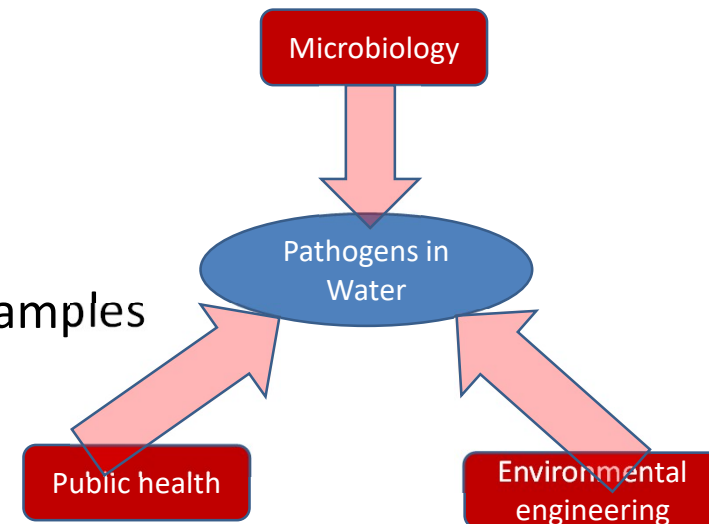 Microbiology
Pathogens in
Water
amples
Public health
Environmental
engineering